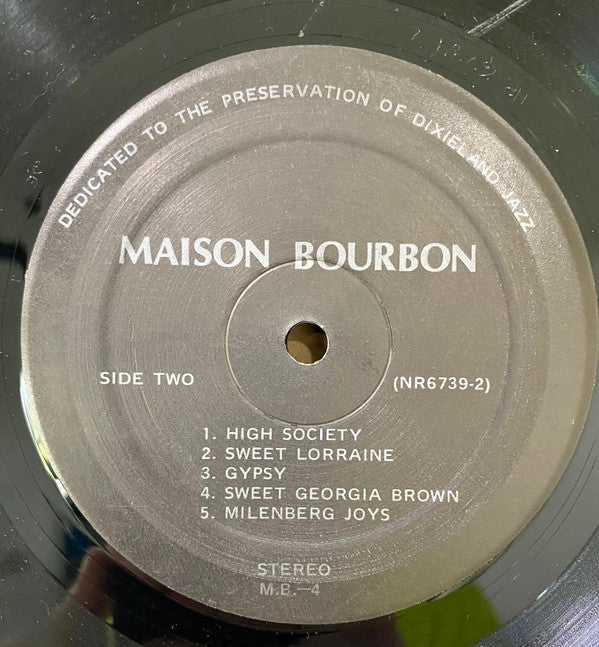 DEDICATED TO THE PRESERVATION OF DIXIELAND JAZZ
MAISON BOURBON
SIDE TWO
(NR6739-2)
1. HIGH SOCIETY
2. SWEET LORRAINE
3. GYPSY
4. SWEET GEORGIA BROWN
5. MILENBERG JOYS
STEREO
M.B.—4